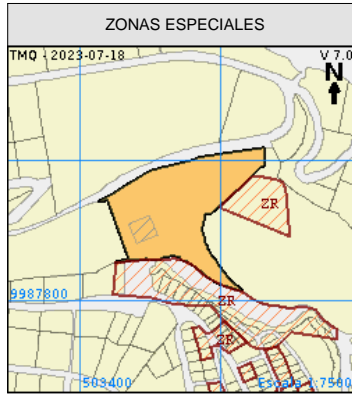 ZONAS ESPECIALES
TMQ - 2023-07-18
V 7.0
N
ZR
9987800
ZR
ZR
503400
Escala 1:7500